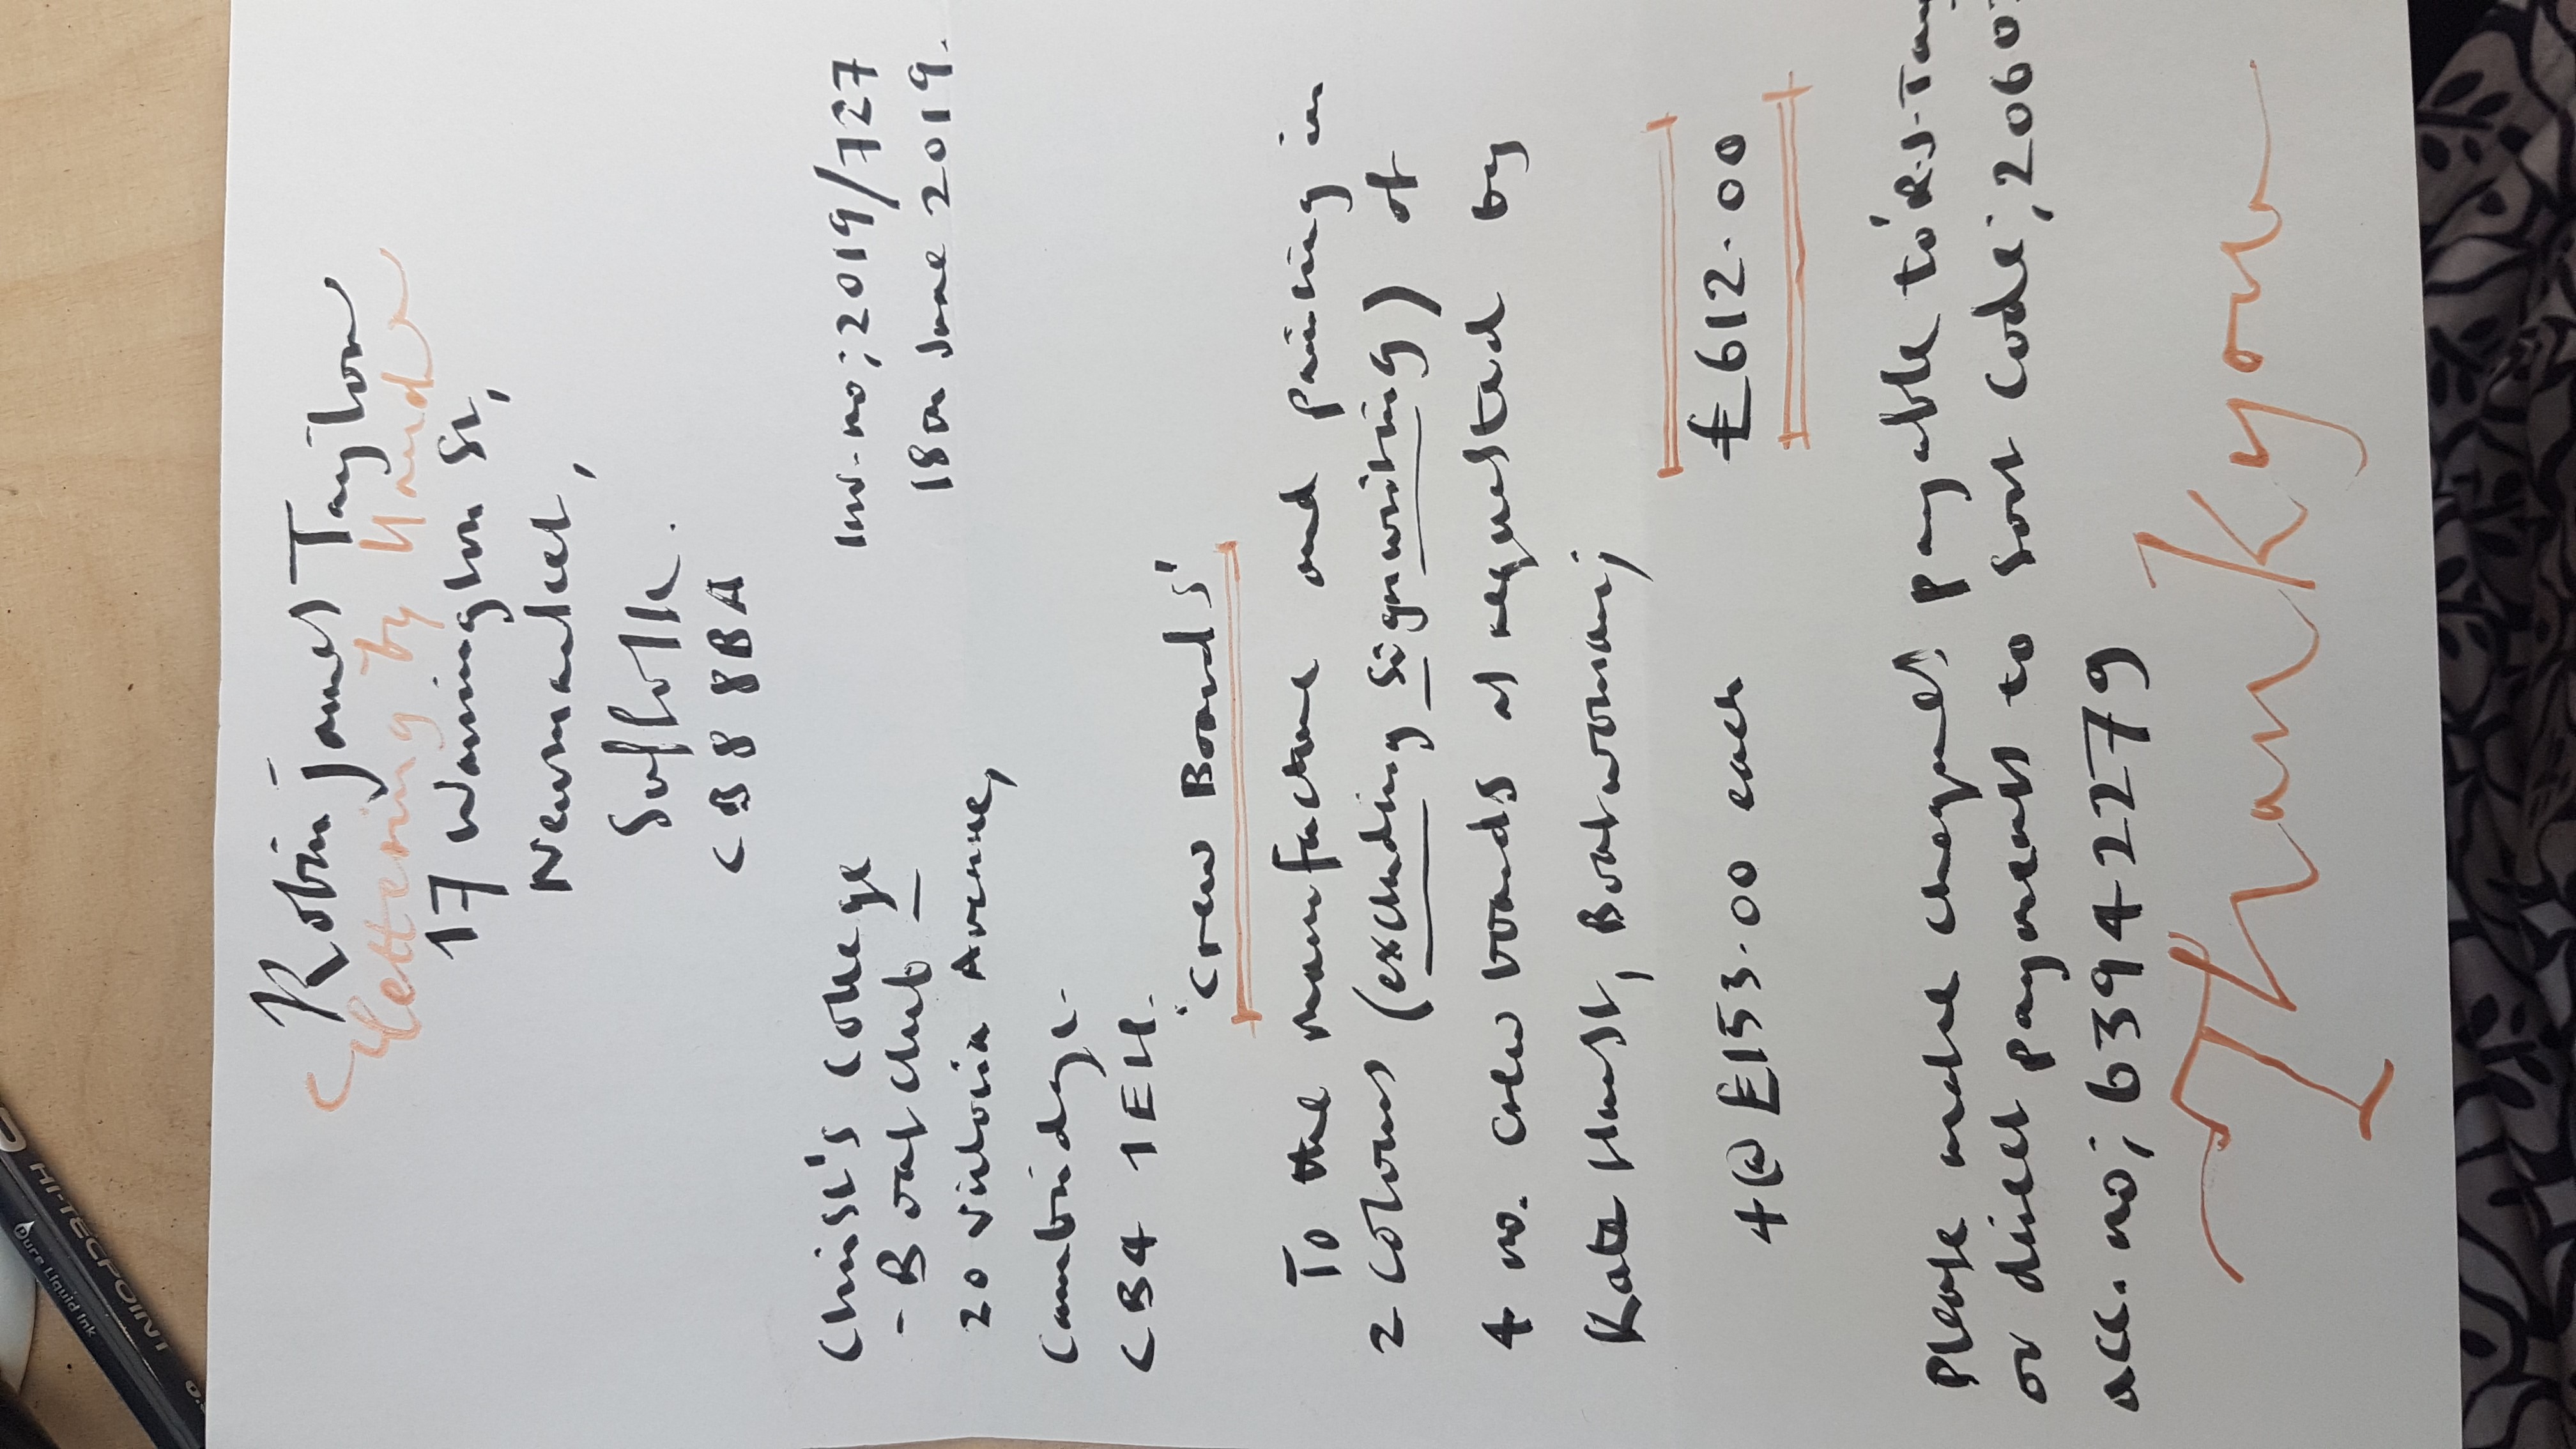 Robin James Taylor
Lettering by Hand
17 Warrington St,
Newmarket,
Suffolk.
CB8 8BA
Inv.no; 2019/727
18th June 2019.
Christ's College
- Boat Club -
20 Victoria Avenue,
Cambridge.
CB4 1EH.
'Crew Boards'
To the manufacture and painting in
2 colours (excluding signwriting) of
4 no. crew boards as requested by
Kate Hurst, Boatwoman;
4 @ £153.00 each
£612.00
Please make cheques payable to 'R.J.Tay
or direct payments to sort code; 2060
acc.no; 63942279
Thankyou
HI-TECPOINT
Pure Liquid Ink